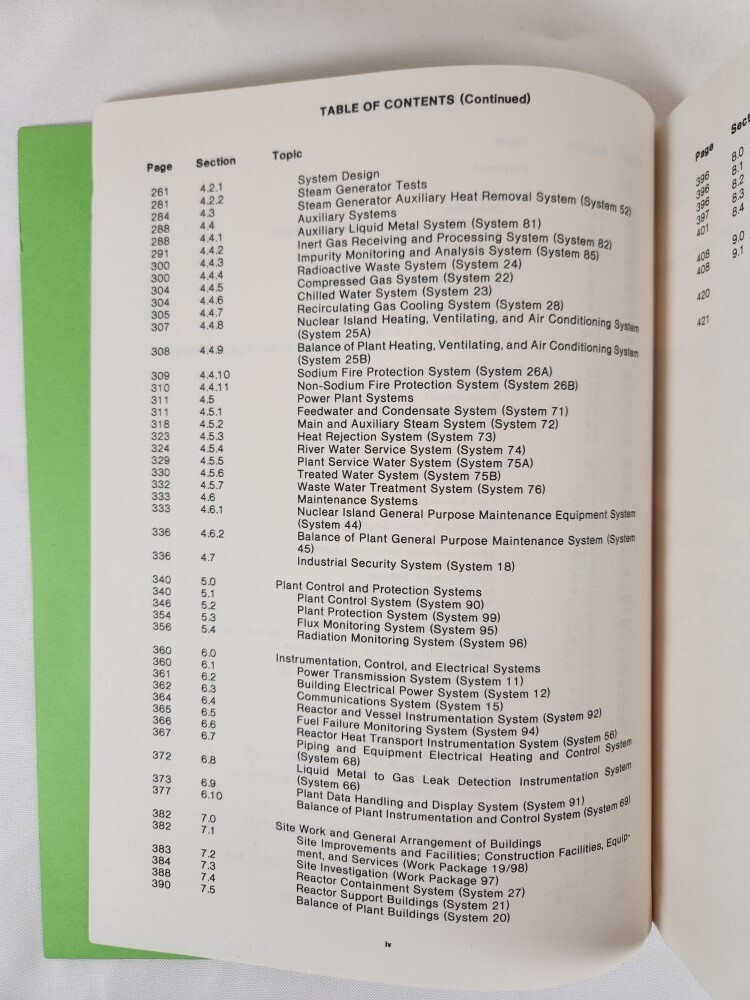 TABLE OF CONTENTS (Continued)
Page Section Topic
261 4.2.1 System Design
281 4.2.2 Steam Generator Tests
284 4.3 Steam Generator Auxiliary Heat Removal System (System 52)
288 4.4 Auxiliary Systems
288 4.4.1 Auxiliary Liquid Metal System (System 81)
291 4.4.2 Inert Gas Receiving and Processing System (System 82)
300 4.4.3 Impurity Monitoring and Analysis System (System 85)
300 4.4.4 Radioactive Waste System (System 24)
304 4.4.5 Compressed Gas System (System 22)
304 4.4.6 Chilled Water System (System 23)
305 4.4.7 Recirculating Gas Cooling System (System 28)
307 4.4.8 Nuclear Island Heating, Ventilating, and Air Conditioning System
(System 25A)
308 4.4.9 Balance of Plant Heating, Ventilating, and Air Conditioning System
(System 25B)
309 4.4.10 Sodium Fire Protection System (System 26A)
310 4.4.11 Non-Sodium Fire Protection System (System 26B)
311 4.5 Power Plant Systems
311 4.5.1 Feedwater and Condensate System (System 71)
318 4.5.2 Main and Auxiliary Steam System (System 72)
323 4.5.3 Heat Rejection System (System 73)
324 4.5.4 River Water Service System (System 74)
329 4.5.5 Plant Service Water System (System 75A)
330 4.5.6 Treated Water System (System 75B)
332 4.5.7 Waste Water Treatment System (System 76)
333 4.6 Maintenance Systems
333 4.6.1 Nuclear Island General Purpose Maintenance Equipment System
(System 44)
336 4.6.2 Balance of Plant General Purpose Maintenance System (System
45)
336 4.7 Industrial Security System (System 18)
340 5.0 Plant Control and Protection Systems
340 5.1 Plant Control System (System 90)
346 5.2 Plant Protection System (System 99)
354 5.3 Flux Monitoring System (System 95)
356 5.4 Radiation Monitoring System (System 96)
360 6.0 Instrumentation, Control, and Electrical Systems
360 6.1 Power Transmission System (System 11)
361 6.2 Building Electrical Power System (System 12)
362 6.3 Communications System (System 15)
364 6.4 Reactor and Vessel Instrumentation System (System 92)
365 6.5 Fuel Failure Monitoring System (System 94)
366 6.6 Reactor Heat Transport Instrumentation System (System 56)
367 6.7 Piping and Equipment Electrical Heating and Control System
(System 68)
372 6.8 Liquid Metal to Gas Leak Detection Instrumentation System
(System 66)
373 6.9 Plant Data Handling and Display System (System 91)
377 6.10 Balance of Plant Instrumentation and Control System (System 69)
382 7.0 Site Work and General Arrangement of Buildings
382 7.1 Site Improvements and Facilities; Construction Facilities, Equip-
ment, and Services (Work Package 19/98)
383 7.2 Site Investigation (Work Package 97)
384 7.3 Reactor Containment System (System 27)
388 7.4 Reactor Support Buildings (System 21)
390 7.5 Balance of Plant Buildings (System 20)
iv
Page Sect
396 8.0
396 8.1
396 8.2
397 8.3
401 8.4
408 9.0
408 9.1
420
421